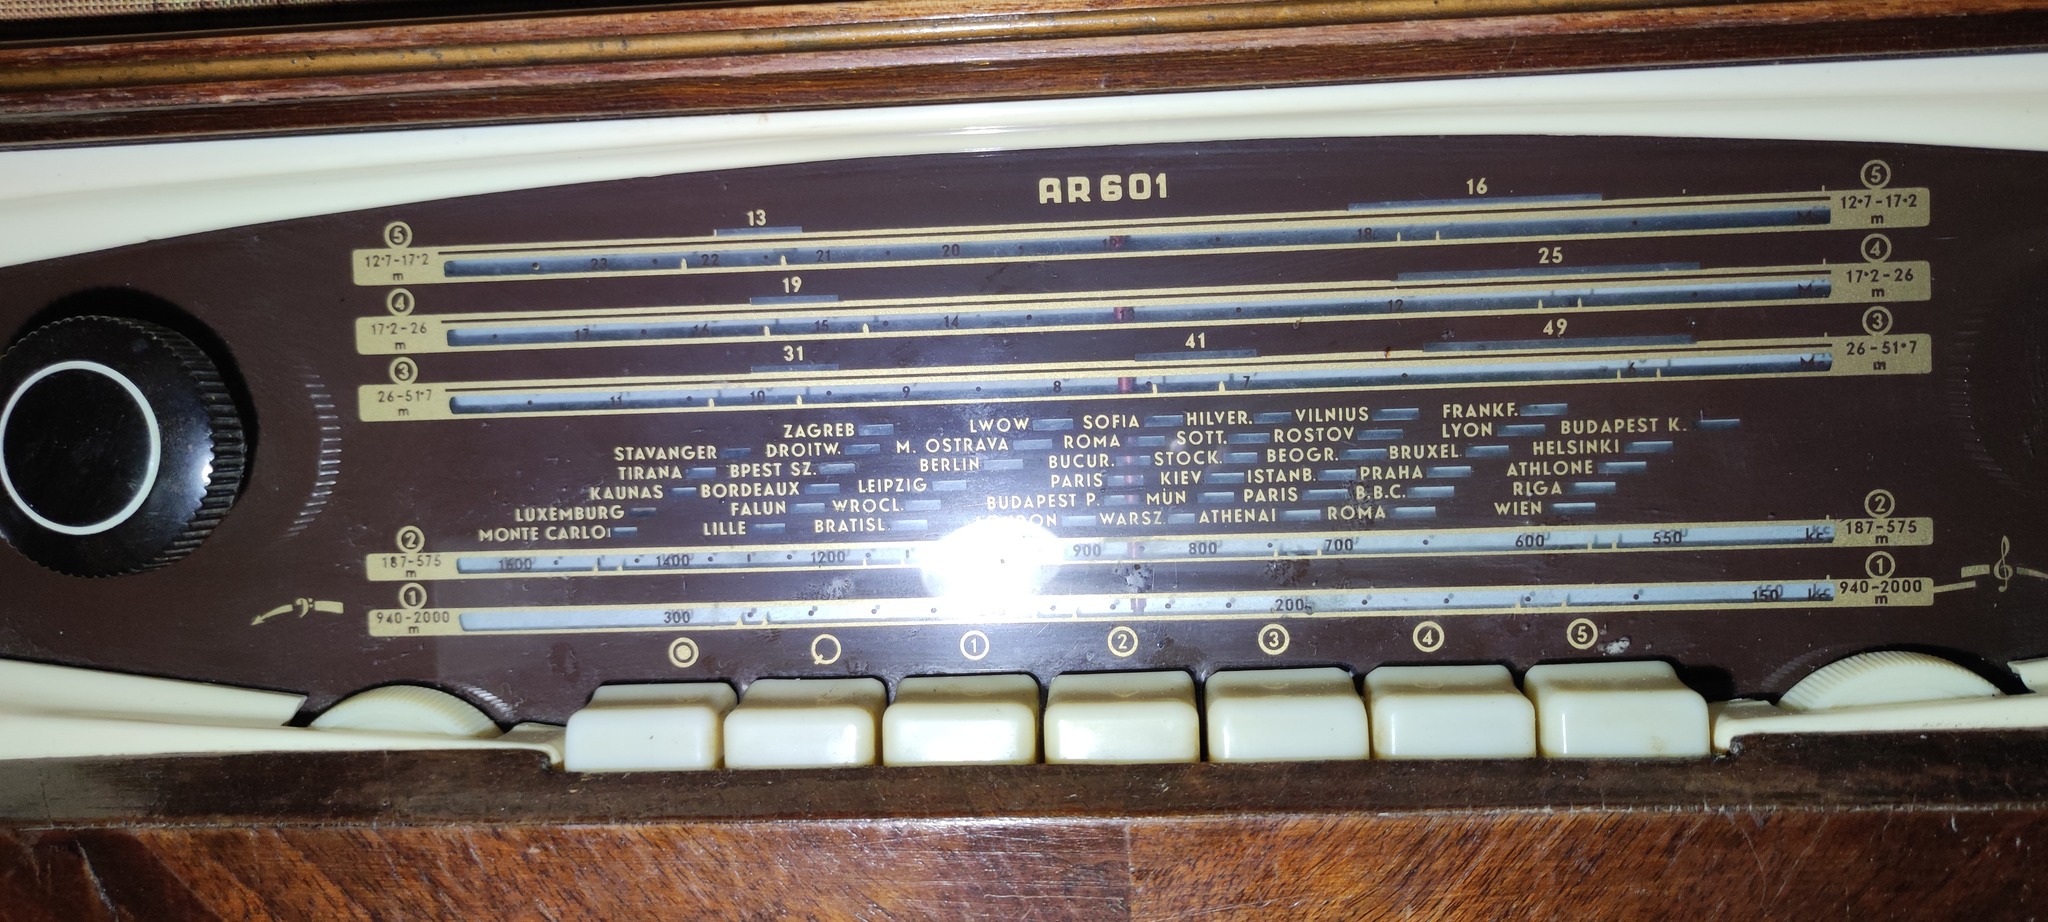 AR601
13 16
⑤ ⑤
12·7-17·2 23 22 21 20 18 M 12·7-17·2
m m
19 25
④ ④
17·2-26 17 16 15 14 13 12 M 17·2-26
m m
31 41 49
③ ③
26-51·7 11 10 9 8 7 6 M 26-51·7
m m
ZAGREB LWOW SOFIA HILVER. VILNIUS FRANKF.
STAVANGER DROITW. M. OSTRAVA ROMA SOTT. ROSTOV LYON BUDAPEST K.
TIRANA BPEST SZ. BERLIN BUCUR. STOCK. BEOGR. BRUXEL HELSINKI
KAUNAS BORDEAUX LEIPZIG PARIS KIEV ISTANB. PRAHA ATHLONE
LUXEMBURG FALUN WROCL. BUDAPEST P. MÜN PARIS B.B.C. RIGA
MONTE CARLO LILLE BRATISL. WARSZ. ATHENAI ROMA WIEN
② ②
187-575 1600 1400 1200 900 800 700 600 550 kc 187-575
m m
① ①
940-2000 300 200 150 kc 940-2000
m m
① ② ③ ④ ⑤